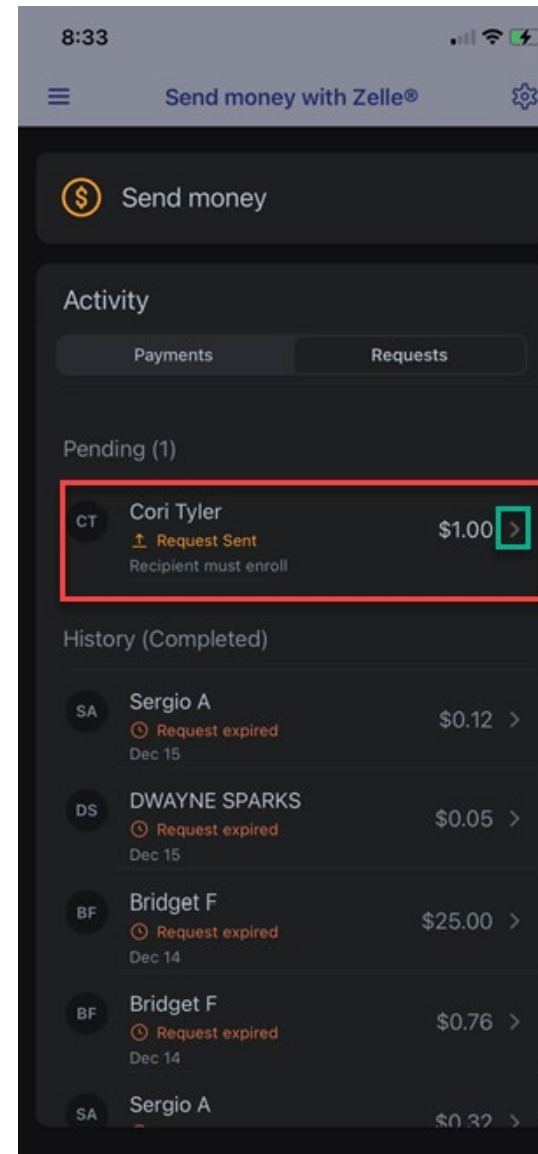 8:33
Send money with Zelle®
Send money
Activity
Payments Requests
Pending (1)
CT Cori Tyler $1.00
Request Sent
Recipient must enroll
History (Completed)
SA Sergio A $0.12
Request expired
Dec 15
DS DWAYNE SPARKS $0.05
Request expired
Dec 15
BF Bridget F $25.00
Request expired
Dec 14
BF Bridget F $0.76
Request expired
Dec 14
SA Sergio A $0.32